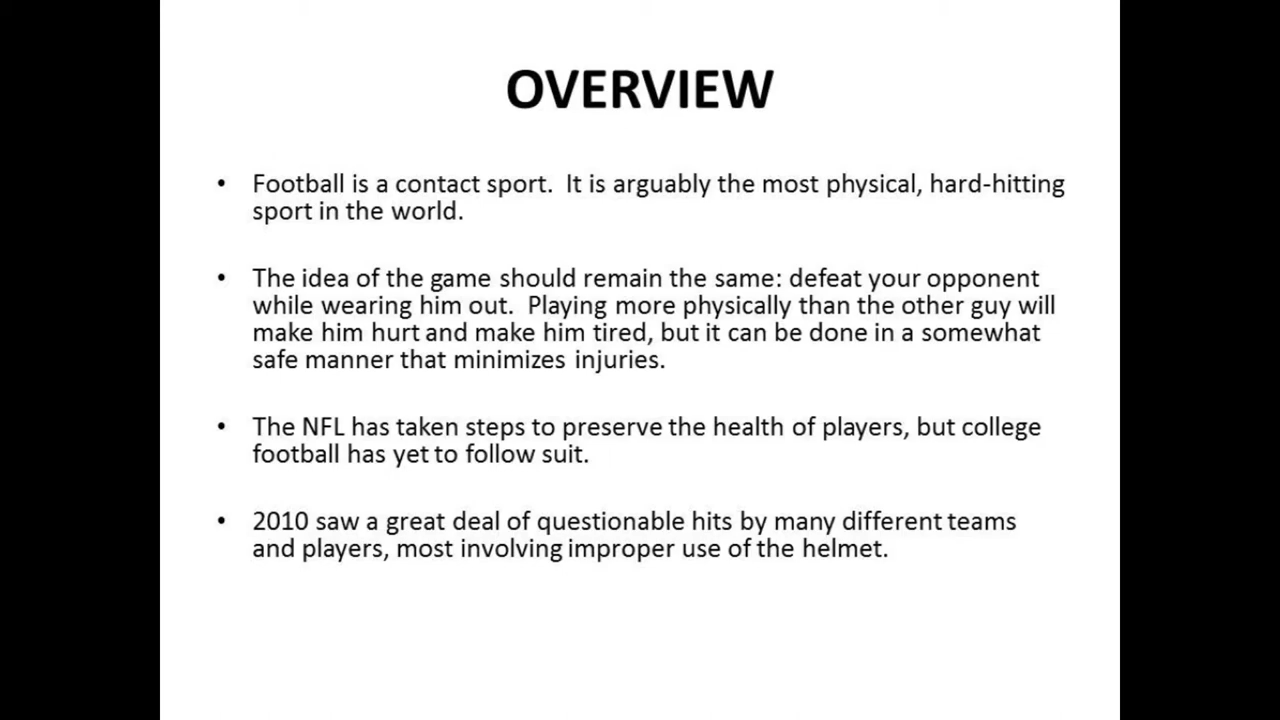 OVERVIEW
• Football is a contact sport.  It is arguably the most physical, hard-hitting
sport in the world.
• The idea of the game should remain the same: defeat your opponent
while wearing him out.  Playing more physically than the other guy will
make him hurt and make him tired, but it can be done in a somewhat
safe manner that minimizes injuries.
• The NFL has taken steps to preserve the health of players, but college
football has yet to follow suit.
• 2010 saw a great deal of questionable hits by many different teams
and players, most involving improper use of the helmet.